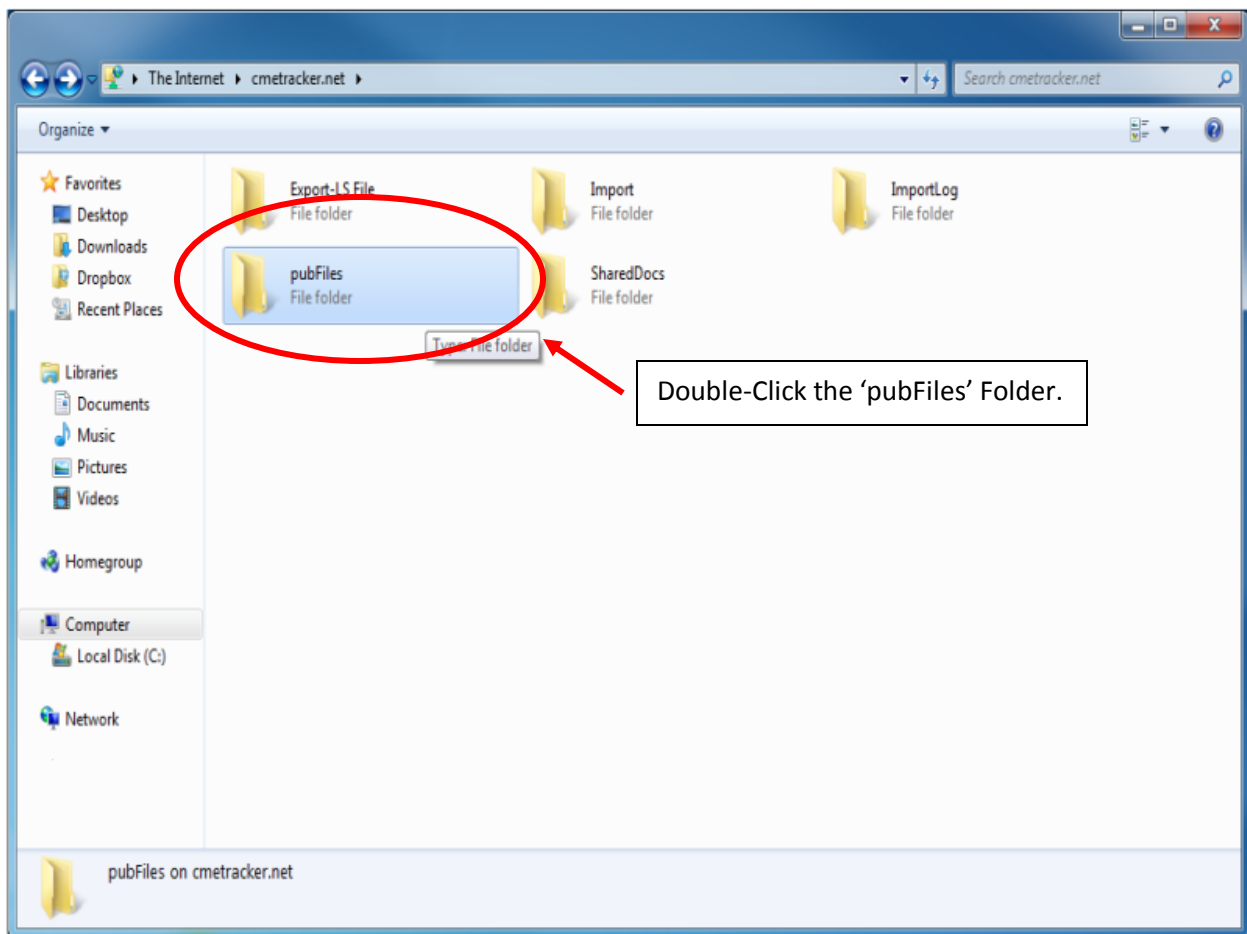 The Internet ▸ cmetracker.net ▸
Search cmetracker.net
Organize
Favorites
Desktop
Downloads
Dropbox
Recent Places
Libraries
Documents
Music
Pictures
Videos
Homegroup
Computer
Local Disk (C:)
Network
Export-LS File
File folder
Import
File folder
ImportLog
File folder
pubFiles
File folder
SharedDocs
File folder
Type: File folder
Double-Click the ‘pubFiles’ Folder.
pubFiles on cmetracker.net